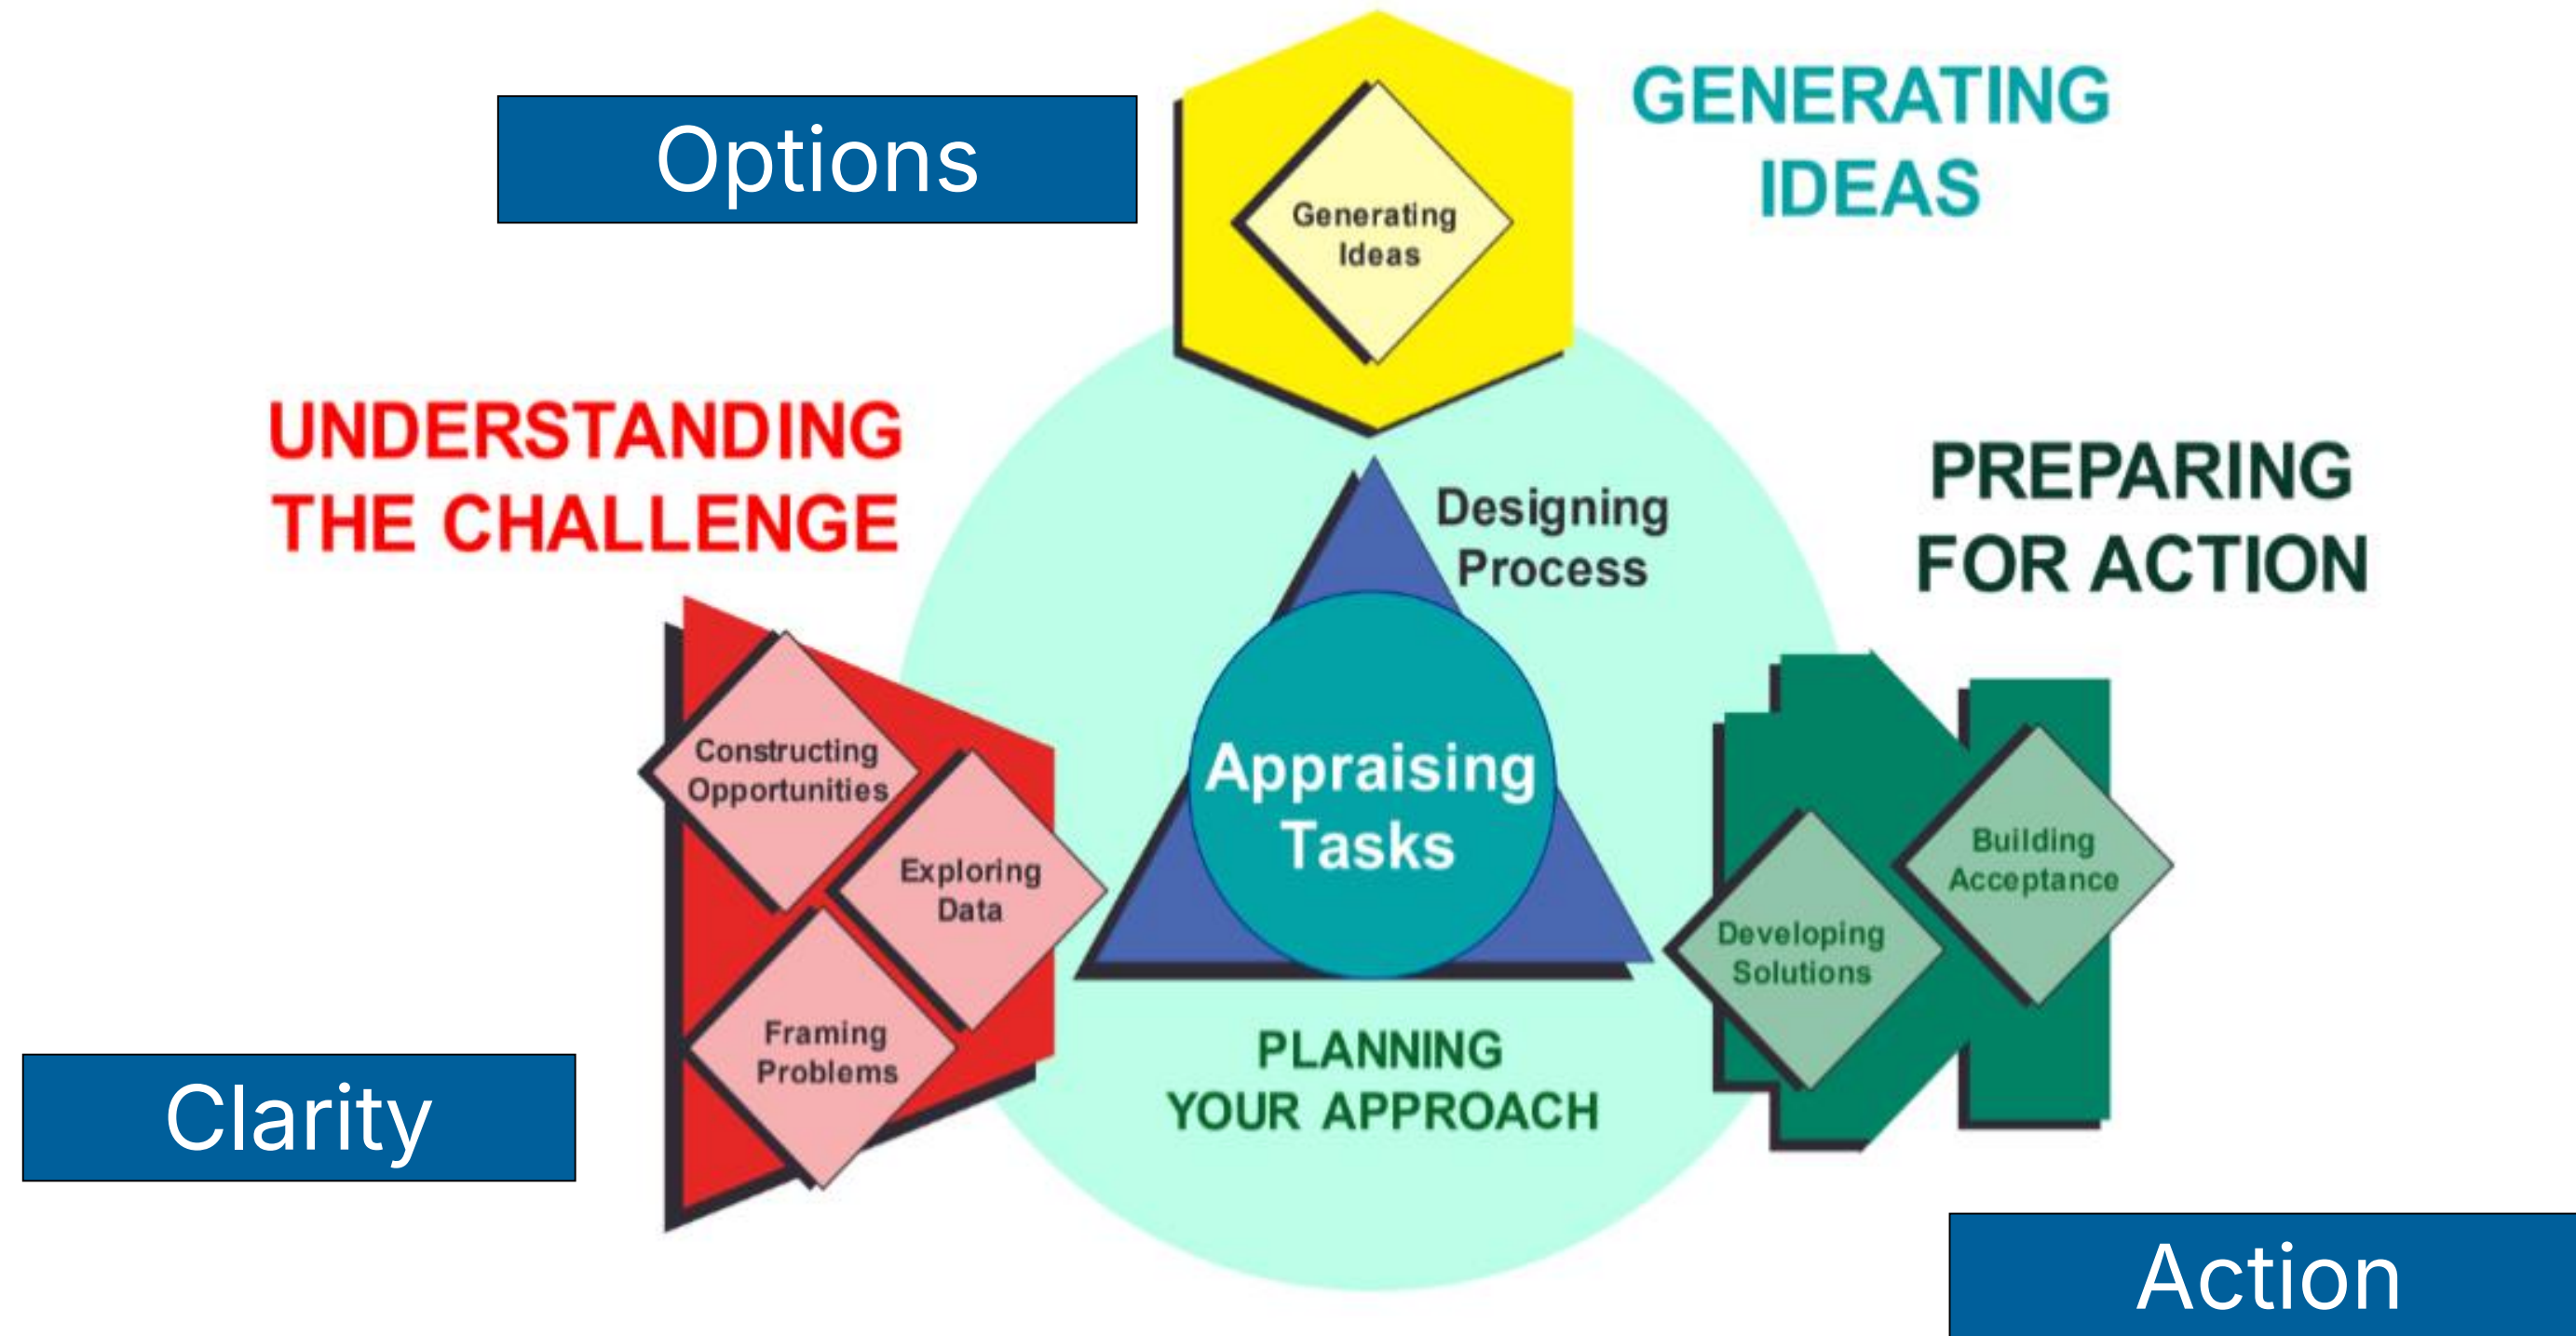 Options
GENERATING
IDEAS
Generating
Ideas
UNDERSTANDING
THE CHALLENGE
PREPARING
FOR ACTION
Designing
Process
Appraising
Tasks
Constructing
Opportunities
Exploring
Data
Framing
Problems
Building
Acceptance
Developing
Solutions
PLANNING
YOUR APPROACH
Clarity
Action